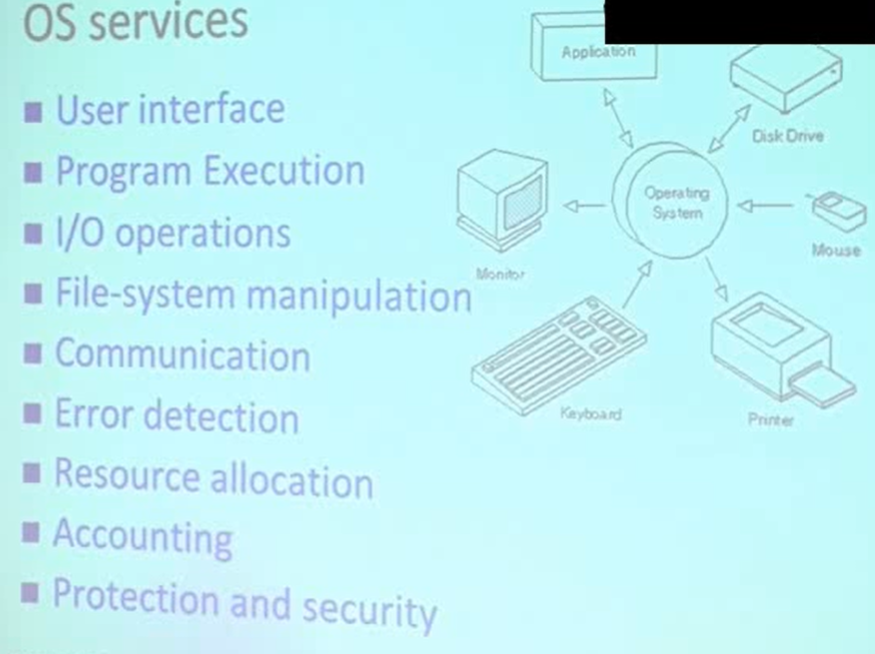 OS services
■ User interface
■ Program Execution
■ I/O operations
■ File-system manipulation
■ Communication
■ Error detection
■ Resource allocation
■ Accounting
■ Protection and security
Application
Disk Drive
Operating
System
Mouse
Monitor
Keyboard
Printer